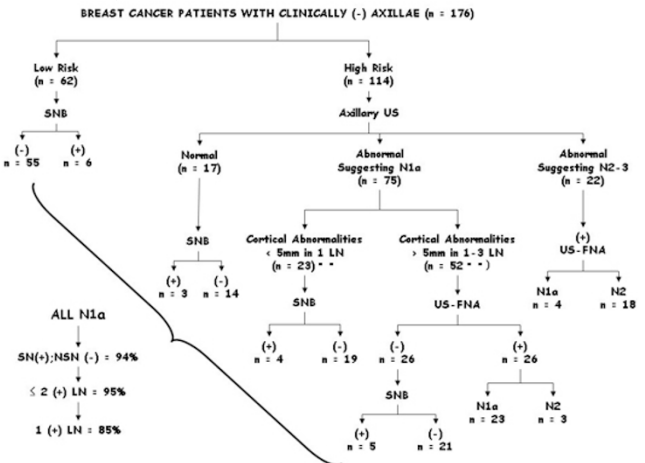 BREAST CANCER PATIENTS WITH CLINICALLY (-) AXILLAE (n = 176)
Low Risk
(n = 62)
High Risk
(n = 114)
SNB
Axillary US
(-)
n = 55
(+)
n = 6
Normal
(n = 17)
Abnormal
Suggesting N1a
(n = 75)
Abnormal
Suggesting N2-3
(n = 22)
SNB
(+)
n = 3
(-)
n = 14
Cortical Abnormalities
< 5mm in 1 LN
(n = 23)**
Cortical Abnormalities
> 5mm in 1-3 LN
(n = 52**)
(+)
US-FNA
N1a
n = 4
N2
n = 18
SNB
US-FNA
(+)
n = 4
(-)
n = 19
(-)
n = 26
(+)
n = 26
SNB
N1a
n = 23
N2
n = 3
(+)
n = 5
(-)
n = 21
ALL N1a
SN(+);NSN (-) = 94%
≤ 2 (+) LN = 95%
1 (+) LN = 85%